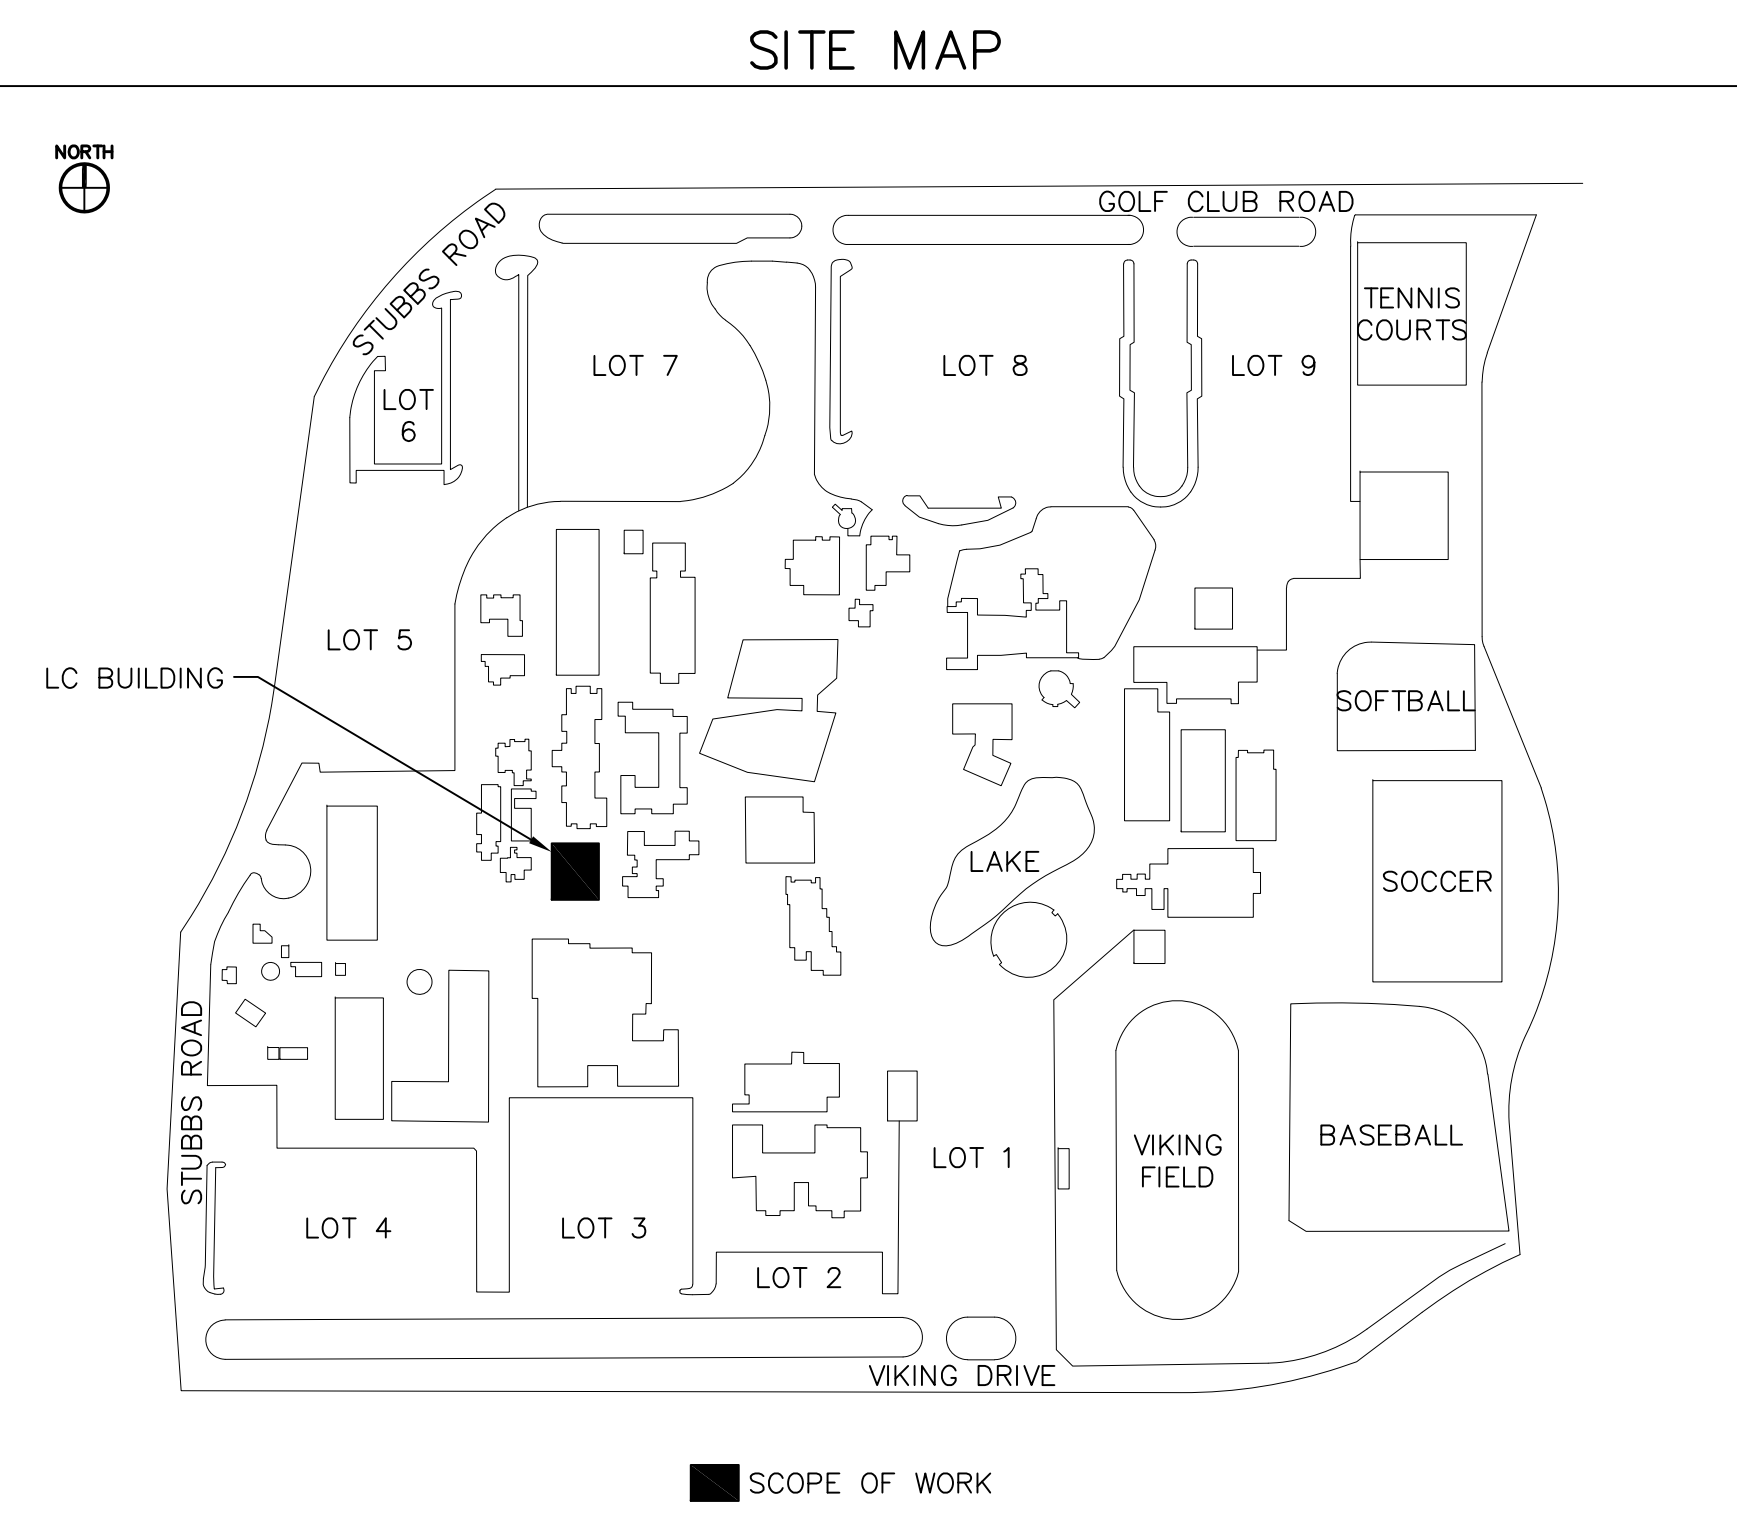 SITE MAP
NORTH
GOLF CLUB ROAD
STUBBS ROAD
TENNIS
COURTS
LOT 7
LOT 8
LOT 9
LOT
6
LOT 5
LC BUILDING
SOFTBALL
LAKE
SOCCER
STUBBS ROAD
BASEBALL
VIKING
FIELD
LOT 1
LOT 4
LOT 3
LOT 2
VIKING DRIVE
SCOPE OF WORK